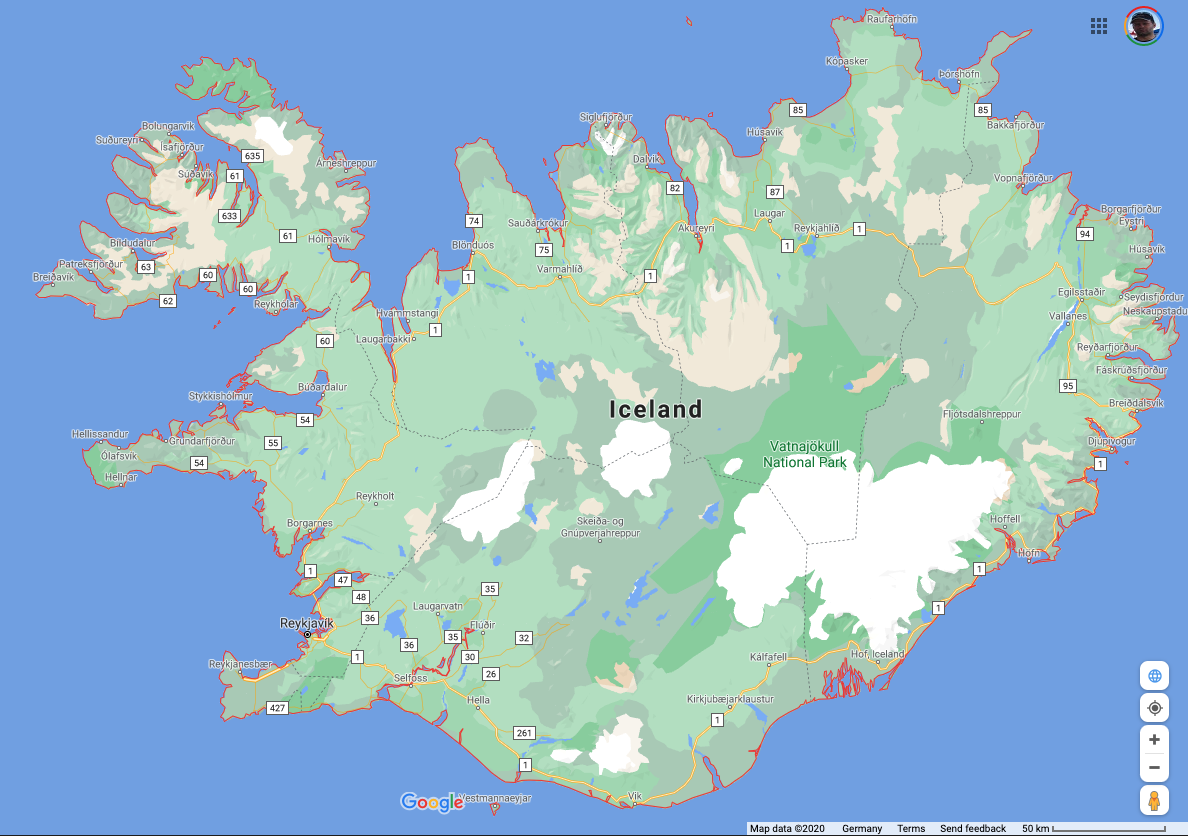 Raufarhöfn
Kópasker
Þórshöfn
85
85
Siglufjörður
Bakkafjörður
Bolungarvik
Húsavík
Suðureyri
Ísafjörður
635
Dalvík
Árneshreppur
Súðavík
61
Vopnafjörður
82
87
633
74
Laugar
Borgarfjörður
Eystri
Sauðárkrókur
Akureyri
Reykjahlíð
1
94
61
Hólmavík
Bíldudalur
Blönduós
75
1
Húsavík
Patreksfjörður
63
60
Varmahlíð
1
1
Breiðavík
60
Egilsstaðir
Seyðisfjörður
62
Reykhólar
Neskaupstaðu
Hvammstangi
Vallanes
1
60
Laugarbakki
Reyðarfjörður
Fáskrúðsfjörður
Búðardalur
95
Stykkishólmur
Iceland
Breiðdalsvík
54
Fljótsdalshreppur
Hellissandur
Grundarfjörður
55
Vatnajökull
National Park
Djúpivogur
Ólafsvík
54
1
Hellnar
Reykholt
Borgarnes
Skeiða- og
Gnúpverjahreppur
Hoffell
Höfn
1
47
1
35
48
Laugarvatn
1
36
Reykjavík
Flúðir
35
32
36
1
30
Kálfafell
Hof, Iceland
Reykjanesbær
26
Selfoss
Hella
Kirkjubæjarklaustur
427
1
261
1
Vík
Google
Vestmannaeyjar
Map data ©2020 Germany Terms Send feedback 50 km